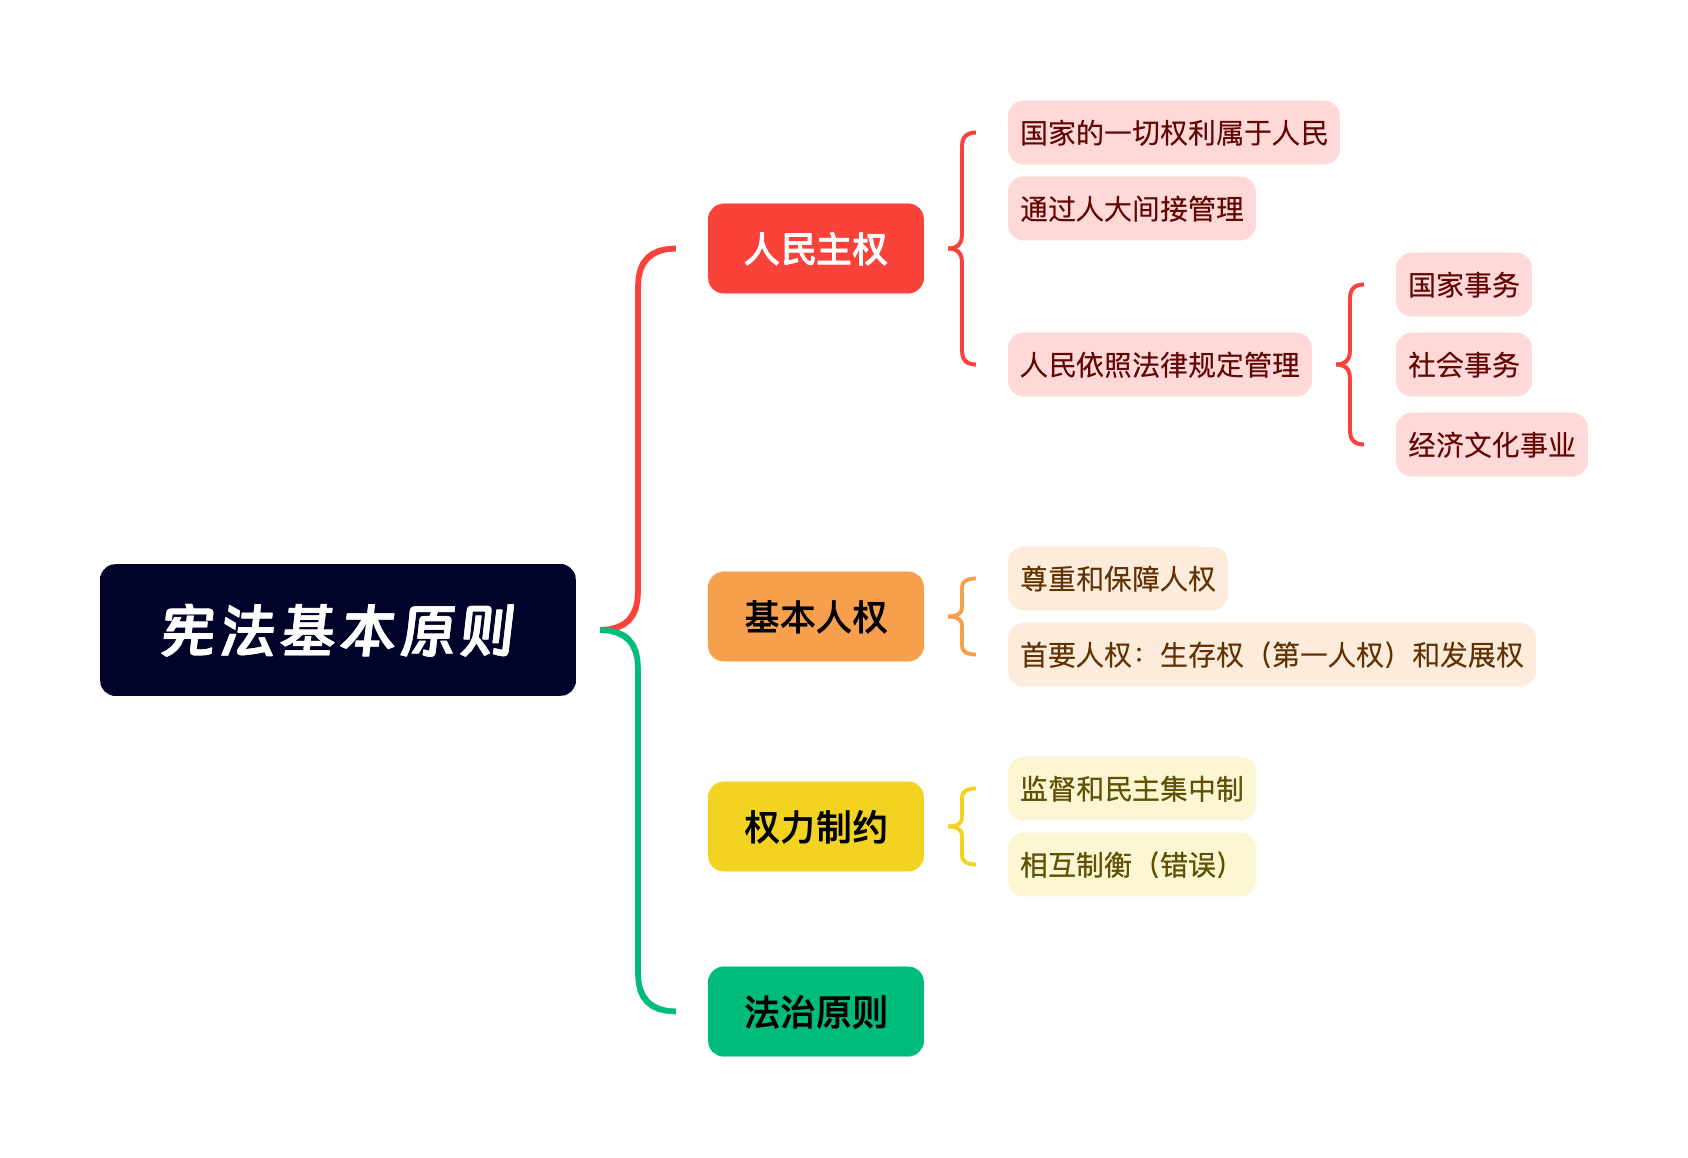 宪法基本原则
人民主权
国家的一切权利属于人民
通过人大间接管理
人民依照法律规定管理
国家事务
社会事务
经济文化事业
基本人权
尊重和保障人权
首要人权：生存权（第一人权）和发展权
权力制约
监督和民主集中制
相互制衡（错误）
法治原则